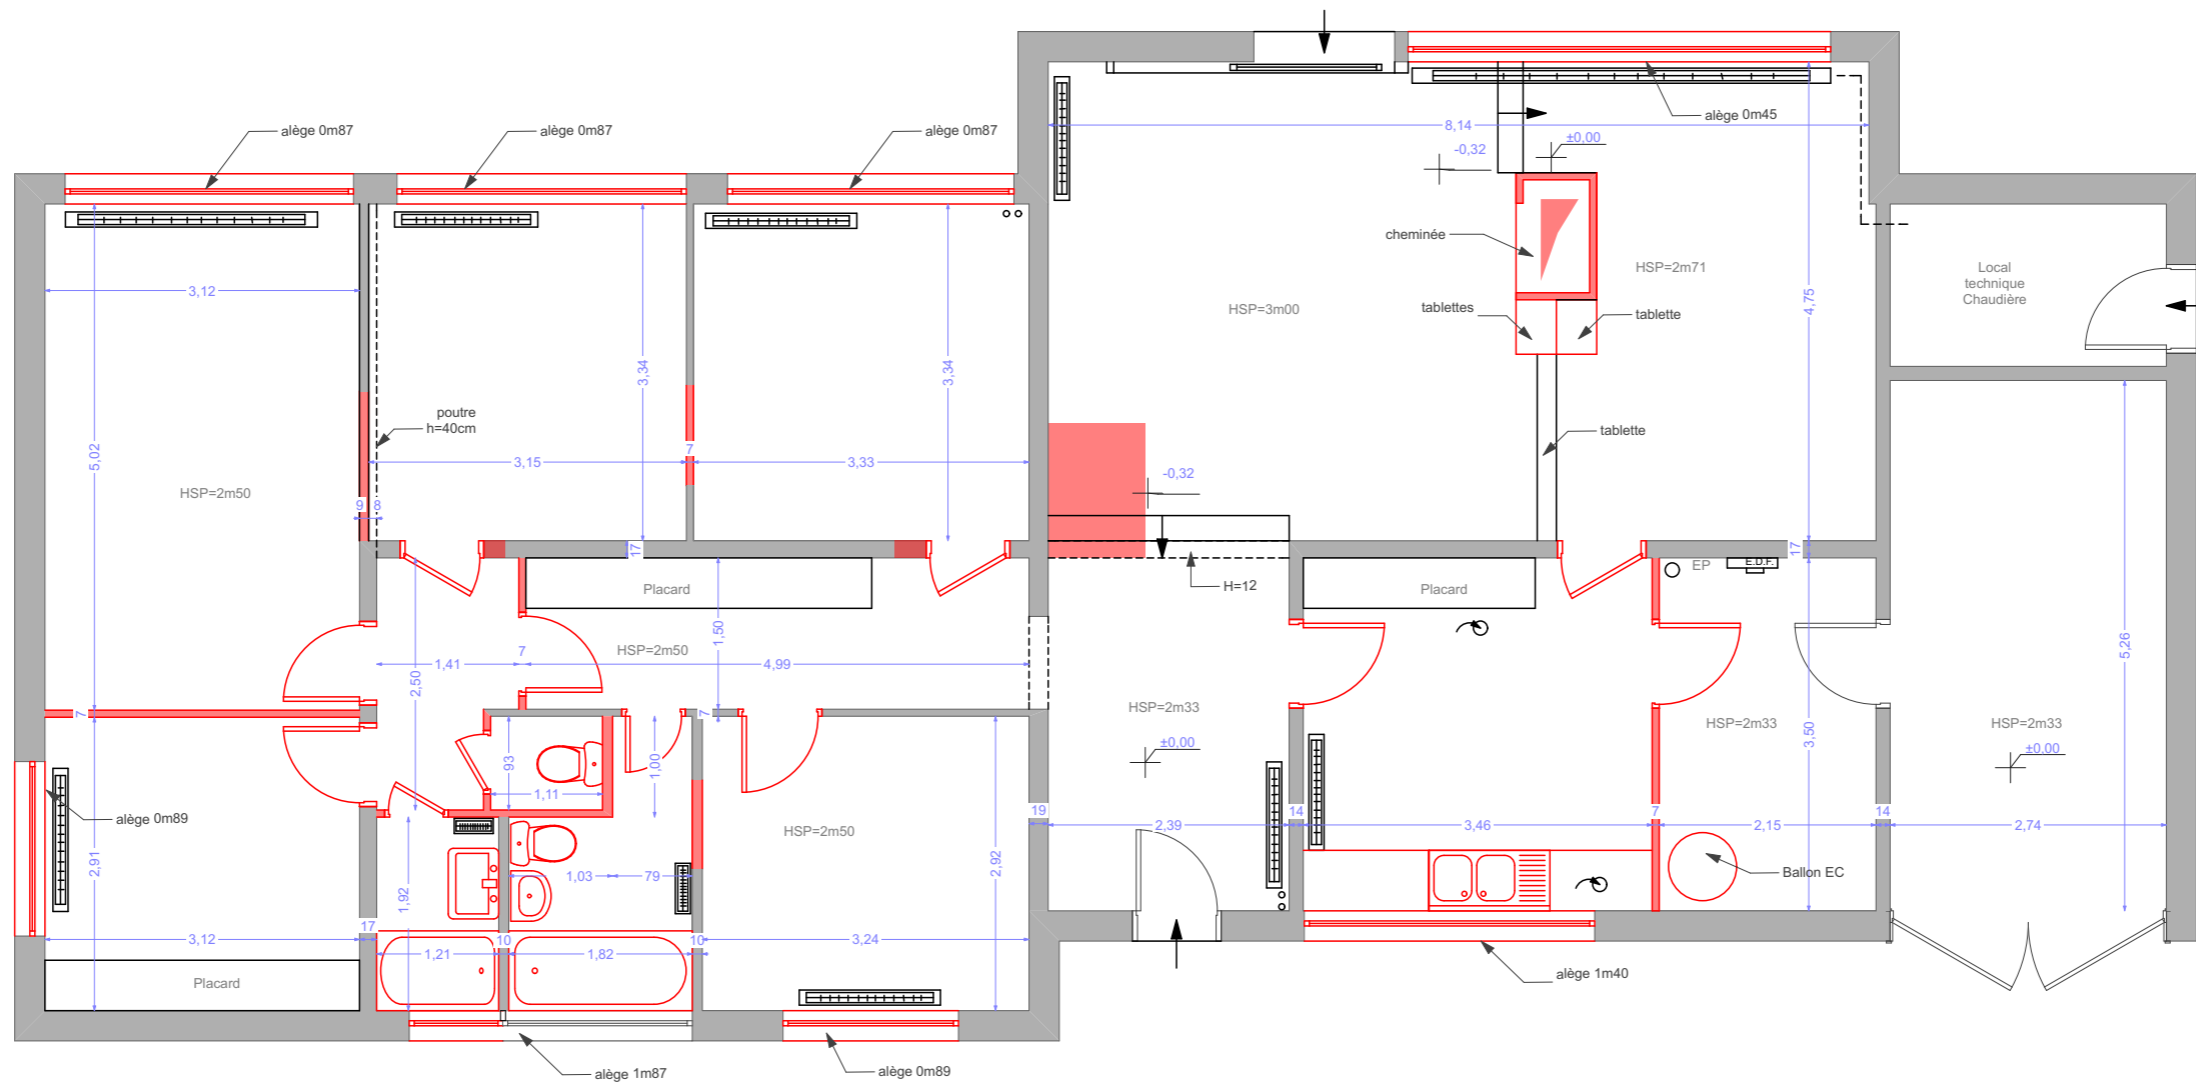 alège 0m87
alège 0m87
alège 0m87
alège 0m45
8,14
±0,00
-0,32
cheminée
HSP=2m71
Local
technique
Chaudière
3,12
HSP=3m00
tablettes
tablette
4,75
3,34
3,34
poutre
h=40cm
tablette
5,02
7
3,15
3,33
-0,32
HSP=2m50
9
8
17
17
H=12
EP
E.D.F.
Placard
Placard
1,50
HSP=2m50
7
1,41
4,99
2,50
5,26
7
7
HSP=2m33
HSP=2m33
HSP=2m33
±0,00
±0,00
3,50
93
1,00
1,11
alège 0m89
HSP=2m50
19
2,39
14
3,46
7
2,15
14
2,74
2,91
2,92
1,03
79
Ballon EC
1,92
17
3,12
10
10
3,24
1,21
1,82
Placard
alège 1m40
alège 1m87
alège 0m89